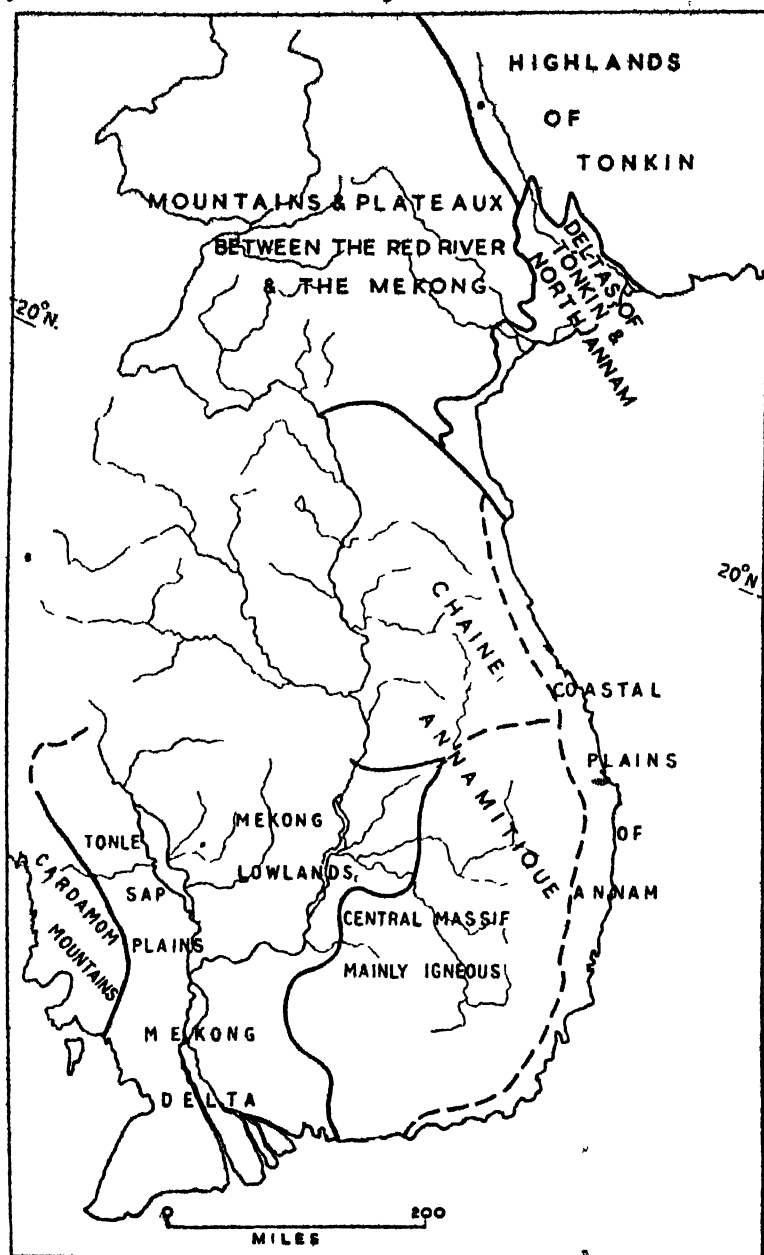 HIGHLANDS
OF
TONKIN
MOUNTAINS & PLATEAUX
BETWEEN THE RED RIVER
& THE MEKONG
DELTAS OF
TONKIN &
NORTH ANNAM
20°N.
20°N.
CHAINE
ANNAMITIQUE
COASTAL
PLAINS
OF
ANNAM
TONLE
SAP
PLAINS
MEKONG
LOWLANDS
CARDAMOM
MOUNTAINS
CENTRAL MASSIF
MAINLY IGNEOUS
MEKONG
DELTA
0 200
MILES